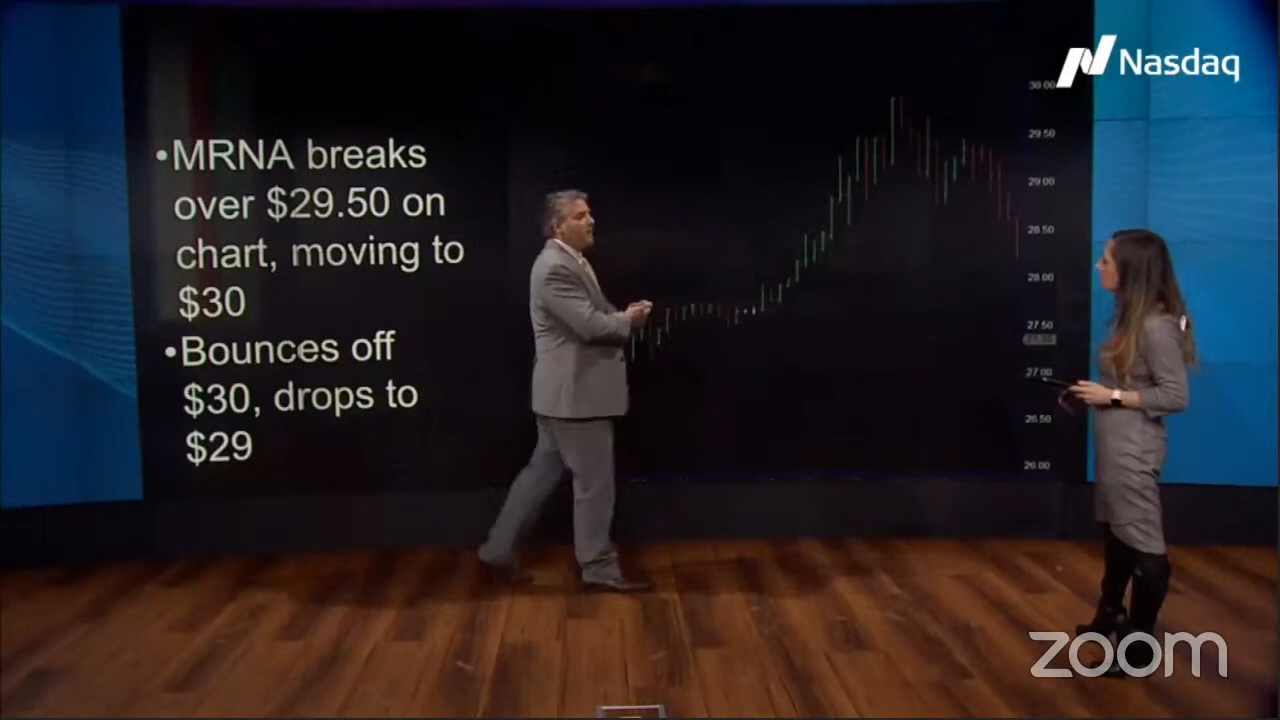 Nasdaq
•MRNA breaks
over $29.50 on
chart, moving to
$30
•Bounces off
$30, drops to
$29
30.00
29.50
29.00
28.50
28.00
27.50
27.00
26.50
26.00
zoom